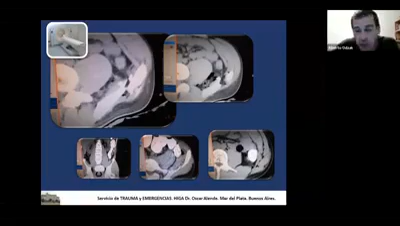 Servicio de TRAUMA y EMERGENCIAS. HIGA Dr. Oscar Alende. Mar del Plata. Buenos Aires.